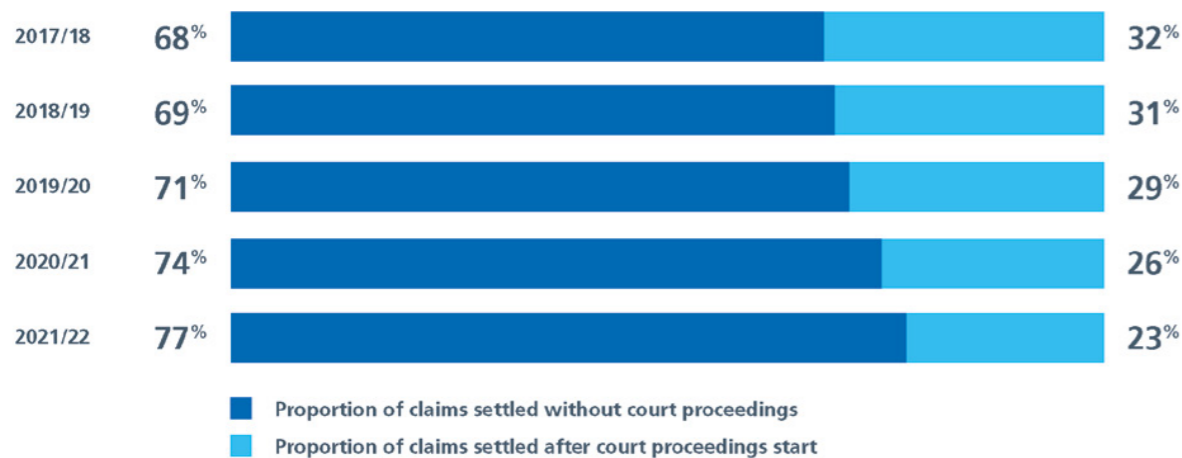 2017/18 68% 32%
2018/19 69% 31%
2019/20 71% 29%
2020/21 74% 26%
2021/22 77% 23%
Proportion of claims settled without court proceedings
Proportion of claims settled after court proceedings start